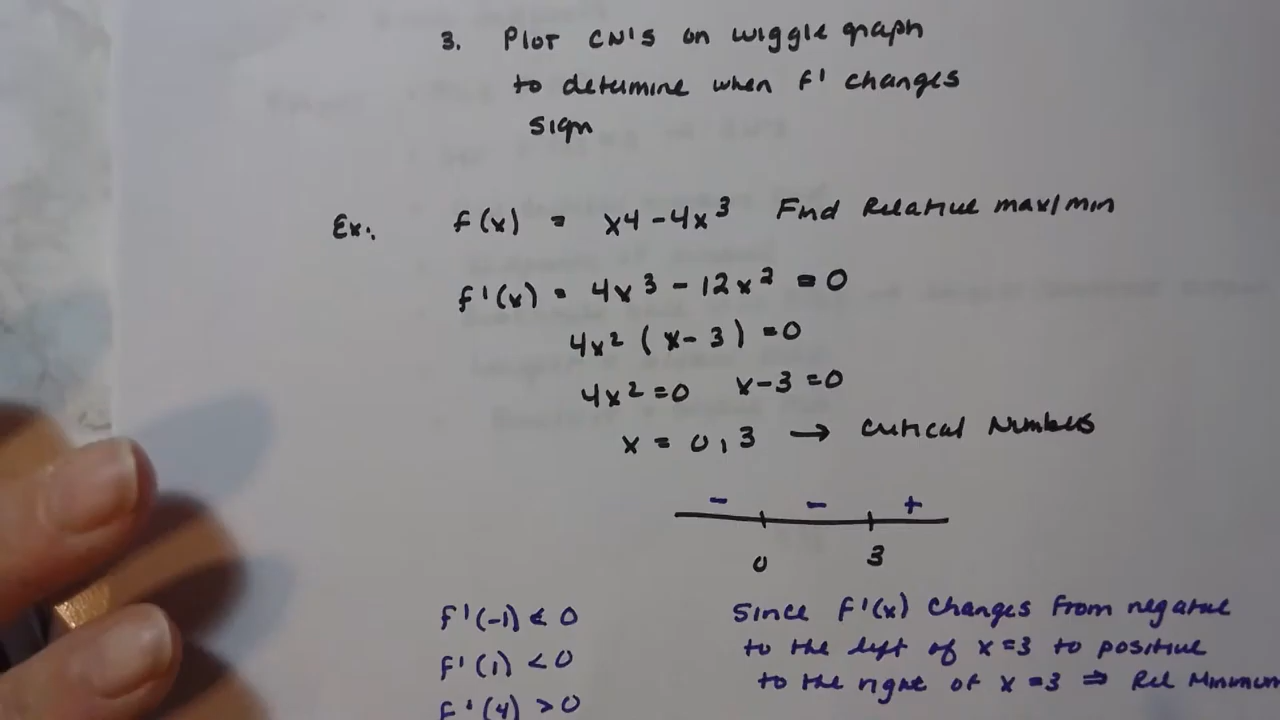 3. Plot CN's on wiggle graph
to determine when f' changes
sign
Ex:. f(x) = x4 - 4x³ Find Relative max/min
f'(x) = 4x³ - 12x² = 0
4x² (x - 3) = 0
4x² = 0 x - 3 = 0
x = 0, 3 → Critical Numbers
- - +
0 3
f'(-1) < 0
f'(1) < 0
f'(4) > 0
Since f'(x) changes from negative
to the left of x = 3 to positive
to the right of x = 3 ⇒ Rel Minimum